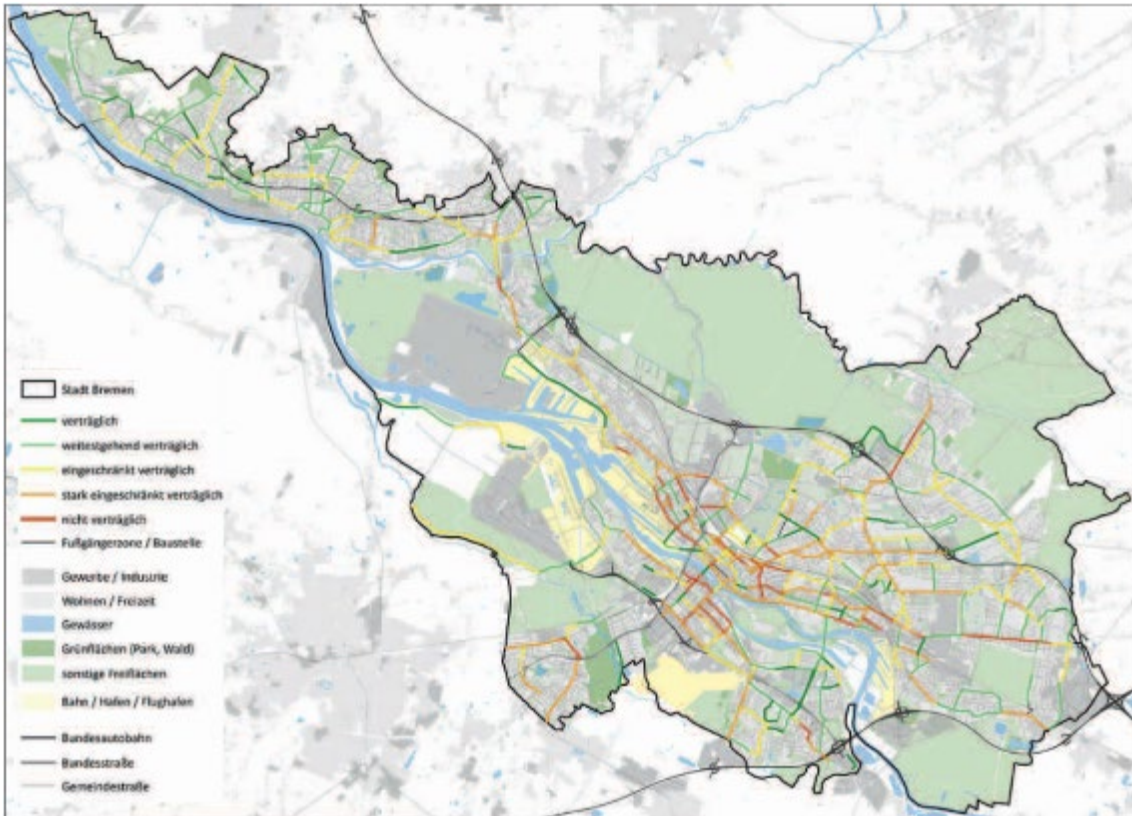 Stadt Bremen
verträglich
weitestgehend verträglich
eingeschränkt verträglich
stark eingeschränkt verträglich
nicht verträglich
Fußgängerzone / Baustelle
Gewerbe / Industrie
Wohnen / Freizeit
Gewässer
Grünflächen (Park, Wald)
sonstige Freiflächen
Bahn / Hafen / Flughafen
Bundesautobahn
Bundesstraße
Gemeindestraße